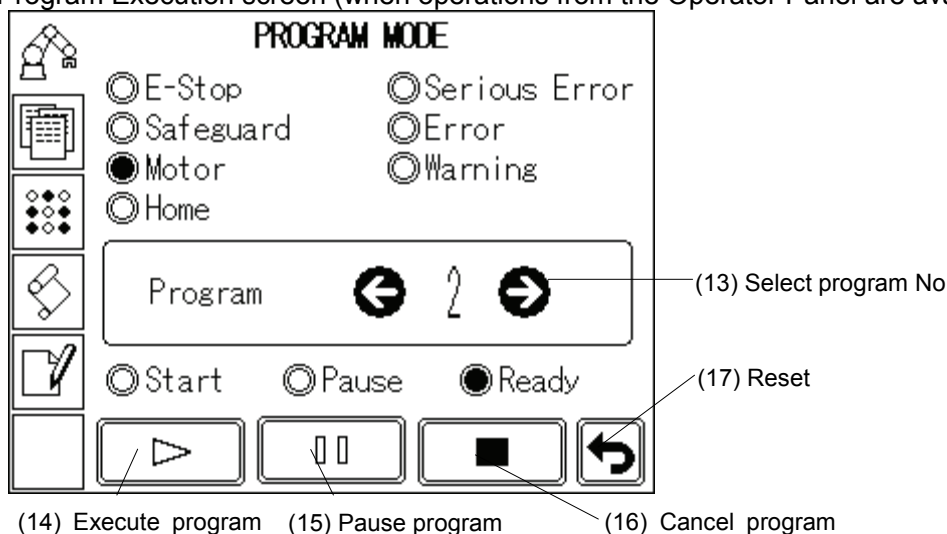 Program Execution screen (when operations from the Operator Panel are
PROGRAM MODE
E-Stop
Serious Error
Safeguard
Error
Motor
Warning
Home
Program 2
(13) Select program No
Start Pause Ready
(17) Reset
(14) Execute program (15) Pause program (16) Cancel program